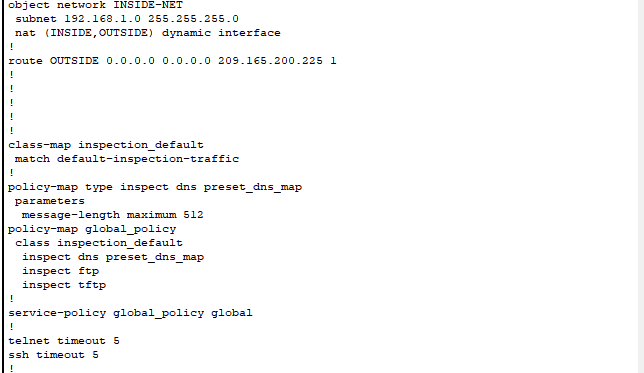 object network INSIDE-NET
 subnet 192.168.1.0 255.255.255.0
 nat (INSIDE,OUTSIDE) dynamic interface
!
route OUTSIDE 0.0.0.0 0.0.0.0 209.165.200.225 1
!
!
!
!
!
class-map inspection_default
 match default-inspection-traffic
!
policy-map type inspect dns preset_dns_map
 parameters
  message-length maximum 512
policy-map global_policy
 class inspection_default
  inspect dns preset_dns_map
  inspect ftp
  inspect tftp
!
service-policy global_policy global
!
telnet timeout 5
ssh timeout 5
!